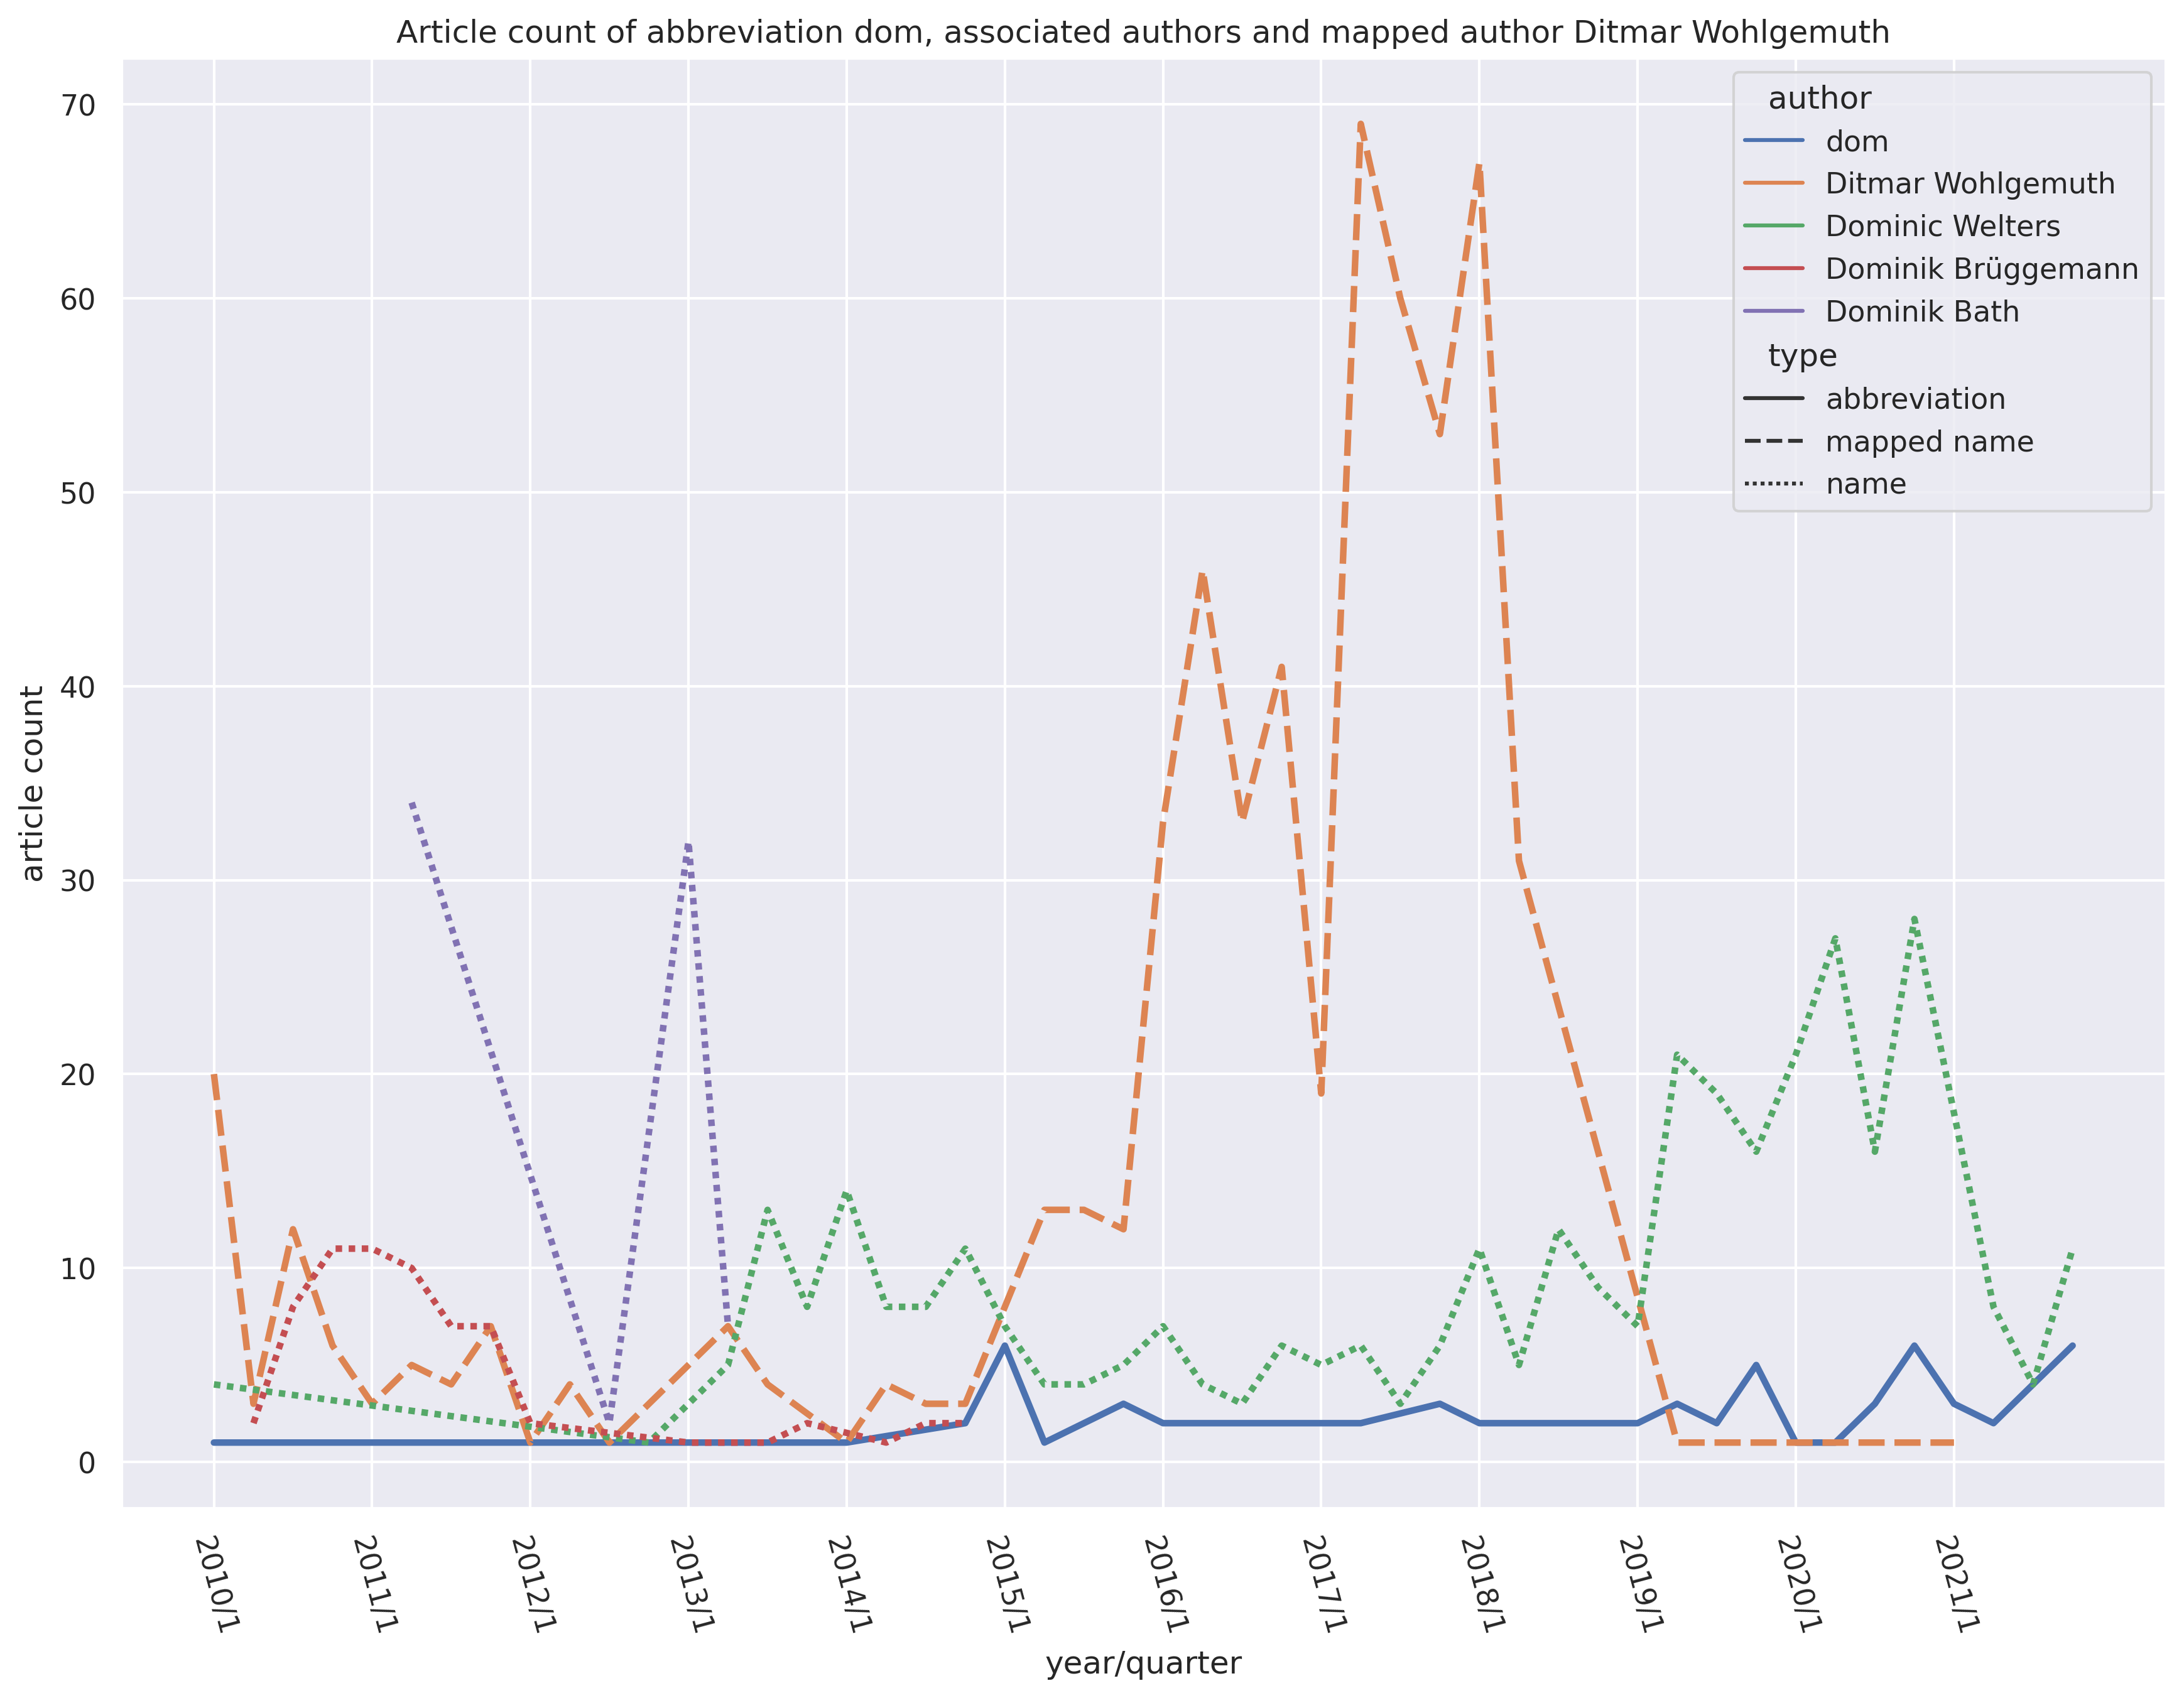 Article count of abbreviation dom, associated authors and mapped author Ditmar Wohlgemuth
author
dom
Ditmar Wohlgemuth
Dominic Welters
Dominik Brüggemann
Dominik Bath
type
abbreviation
mapped name
name
article count
70
60
50
40
30
20
10
0
2010/1
2011/1
2012/1
2013/1
2014/1
2015/1
2016/1
2017/1
2018/1
2019/1
2020/1
2021/1
year/quarter